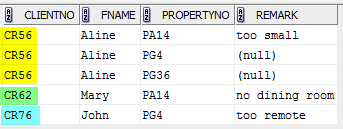 CLIENTNO FNAME PROPERTYNO REMARK
CR56 Aline PA14 too small
CR56 Aline PG4 (null)
CR56 Aline PG36 (null)
CR62 Mary PA14 no dining room
CR76 John PG4 too remote